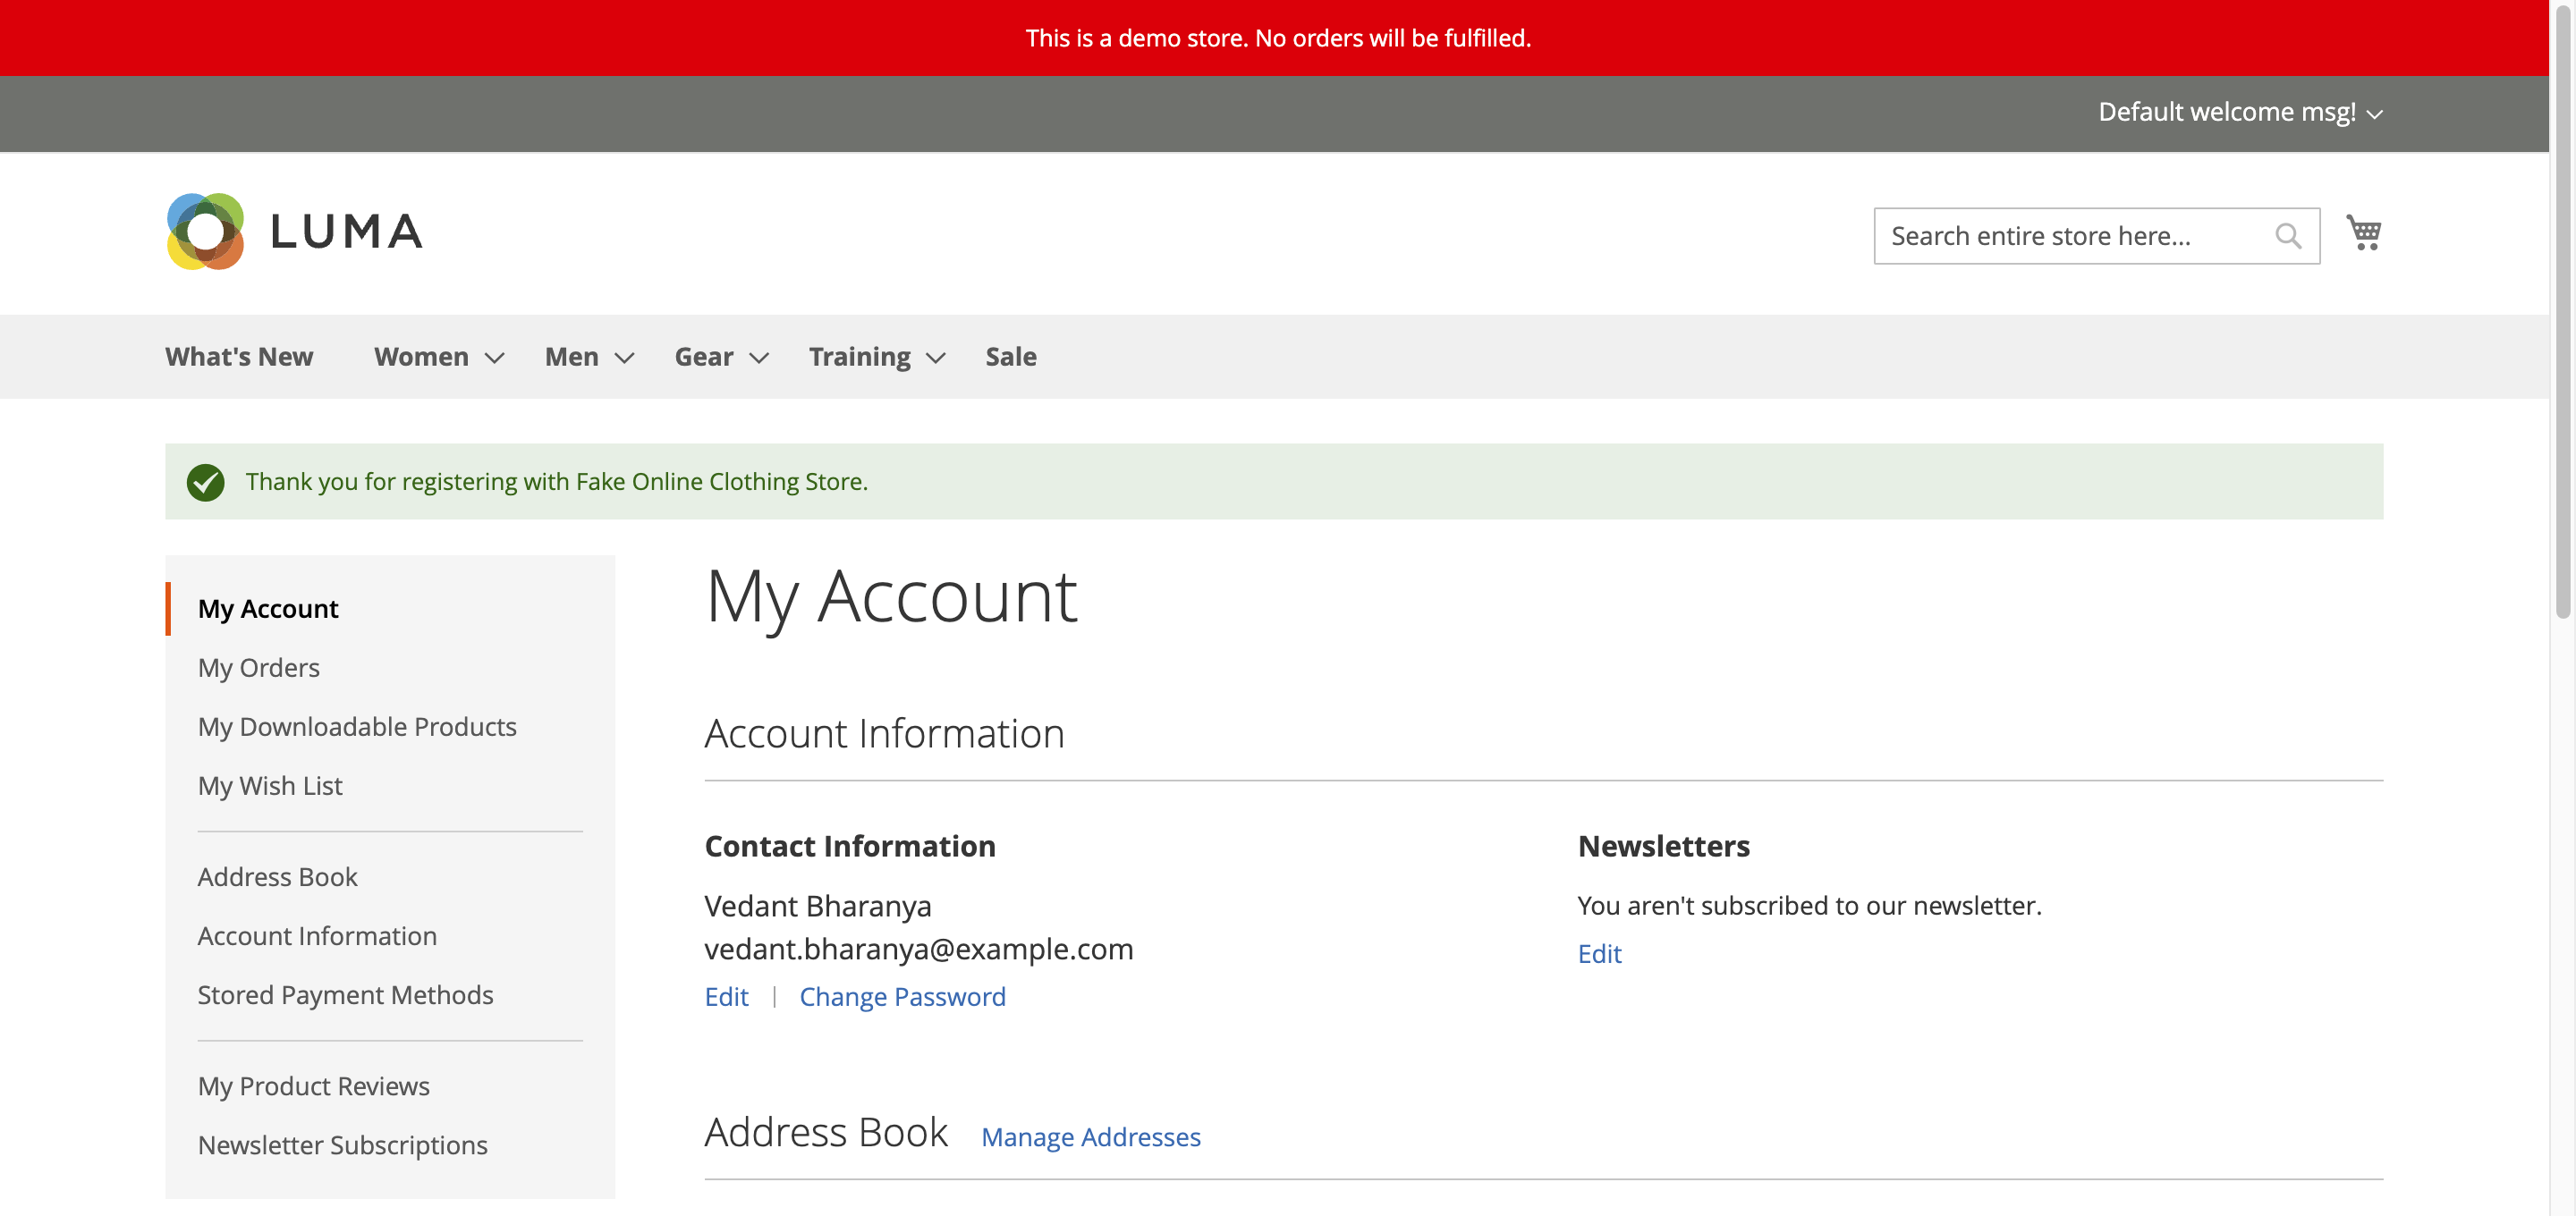 This is a demo store. No orders will be fulfilled.
Default welcome msg!
LUMA
Search entire store here...
What's New Women Men Gear Training Sale
Thank you for registering with Fake Online Clothing Store.
My Account
My Orders
My Downloadable Products
My Wish List
Address Book
Account Information
Stored Payment Methods
My Product Reviews
Newsletter Subscriptions
My Account
Account Information
Contact Information
Vedant Bharanya
vedant.bharanya@example.com
Edit | Change Password
Newsletters
You aren't subscribed to our newsletter.
Edit
Address Book Manage Addresses